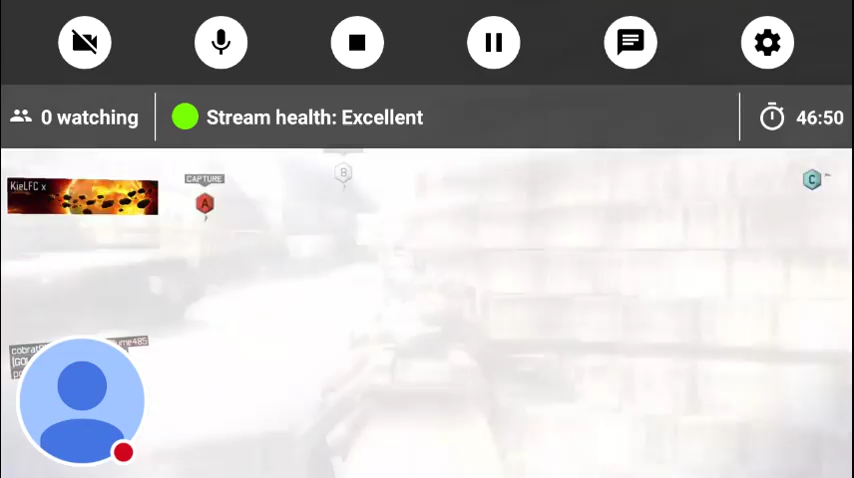 0 watching
Stream health: Excellent
46:50
KieLFC x
CAPTURE
A
B
C